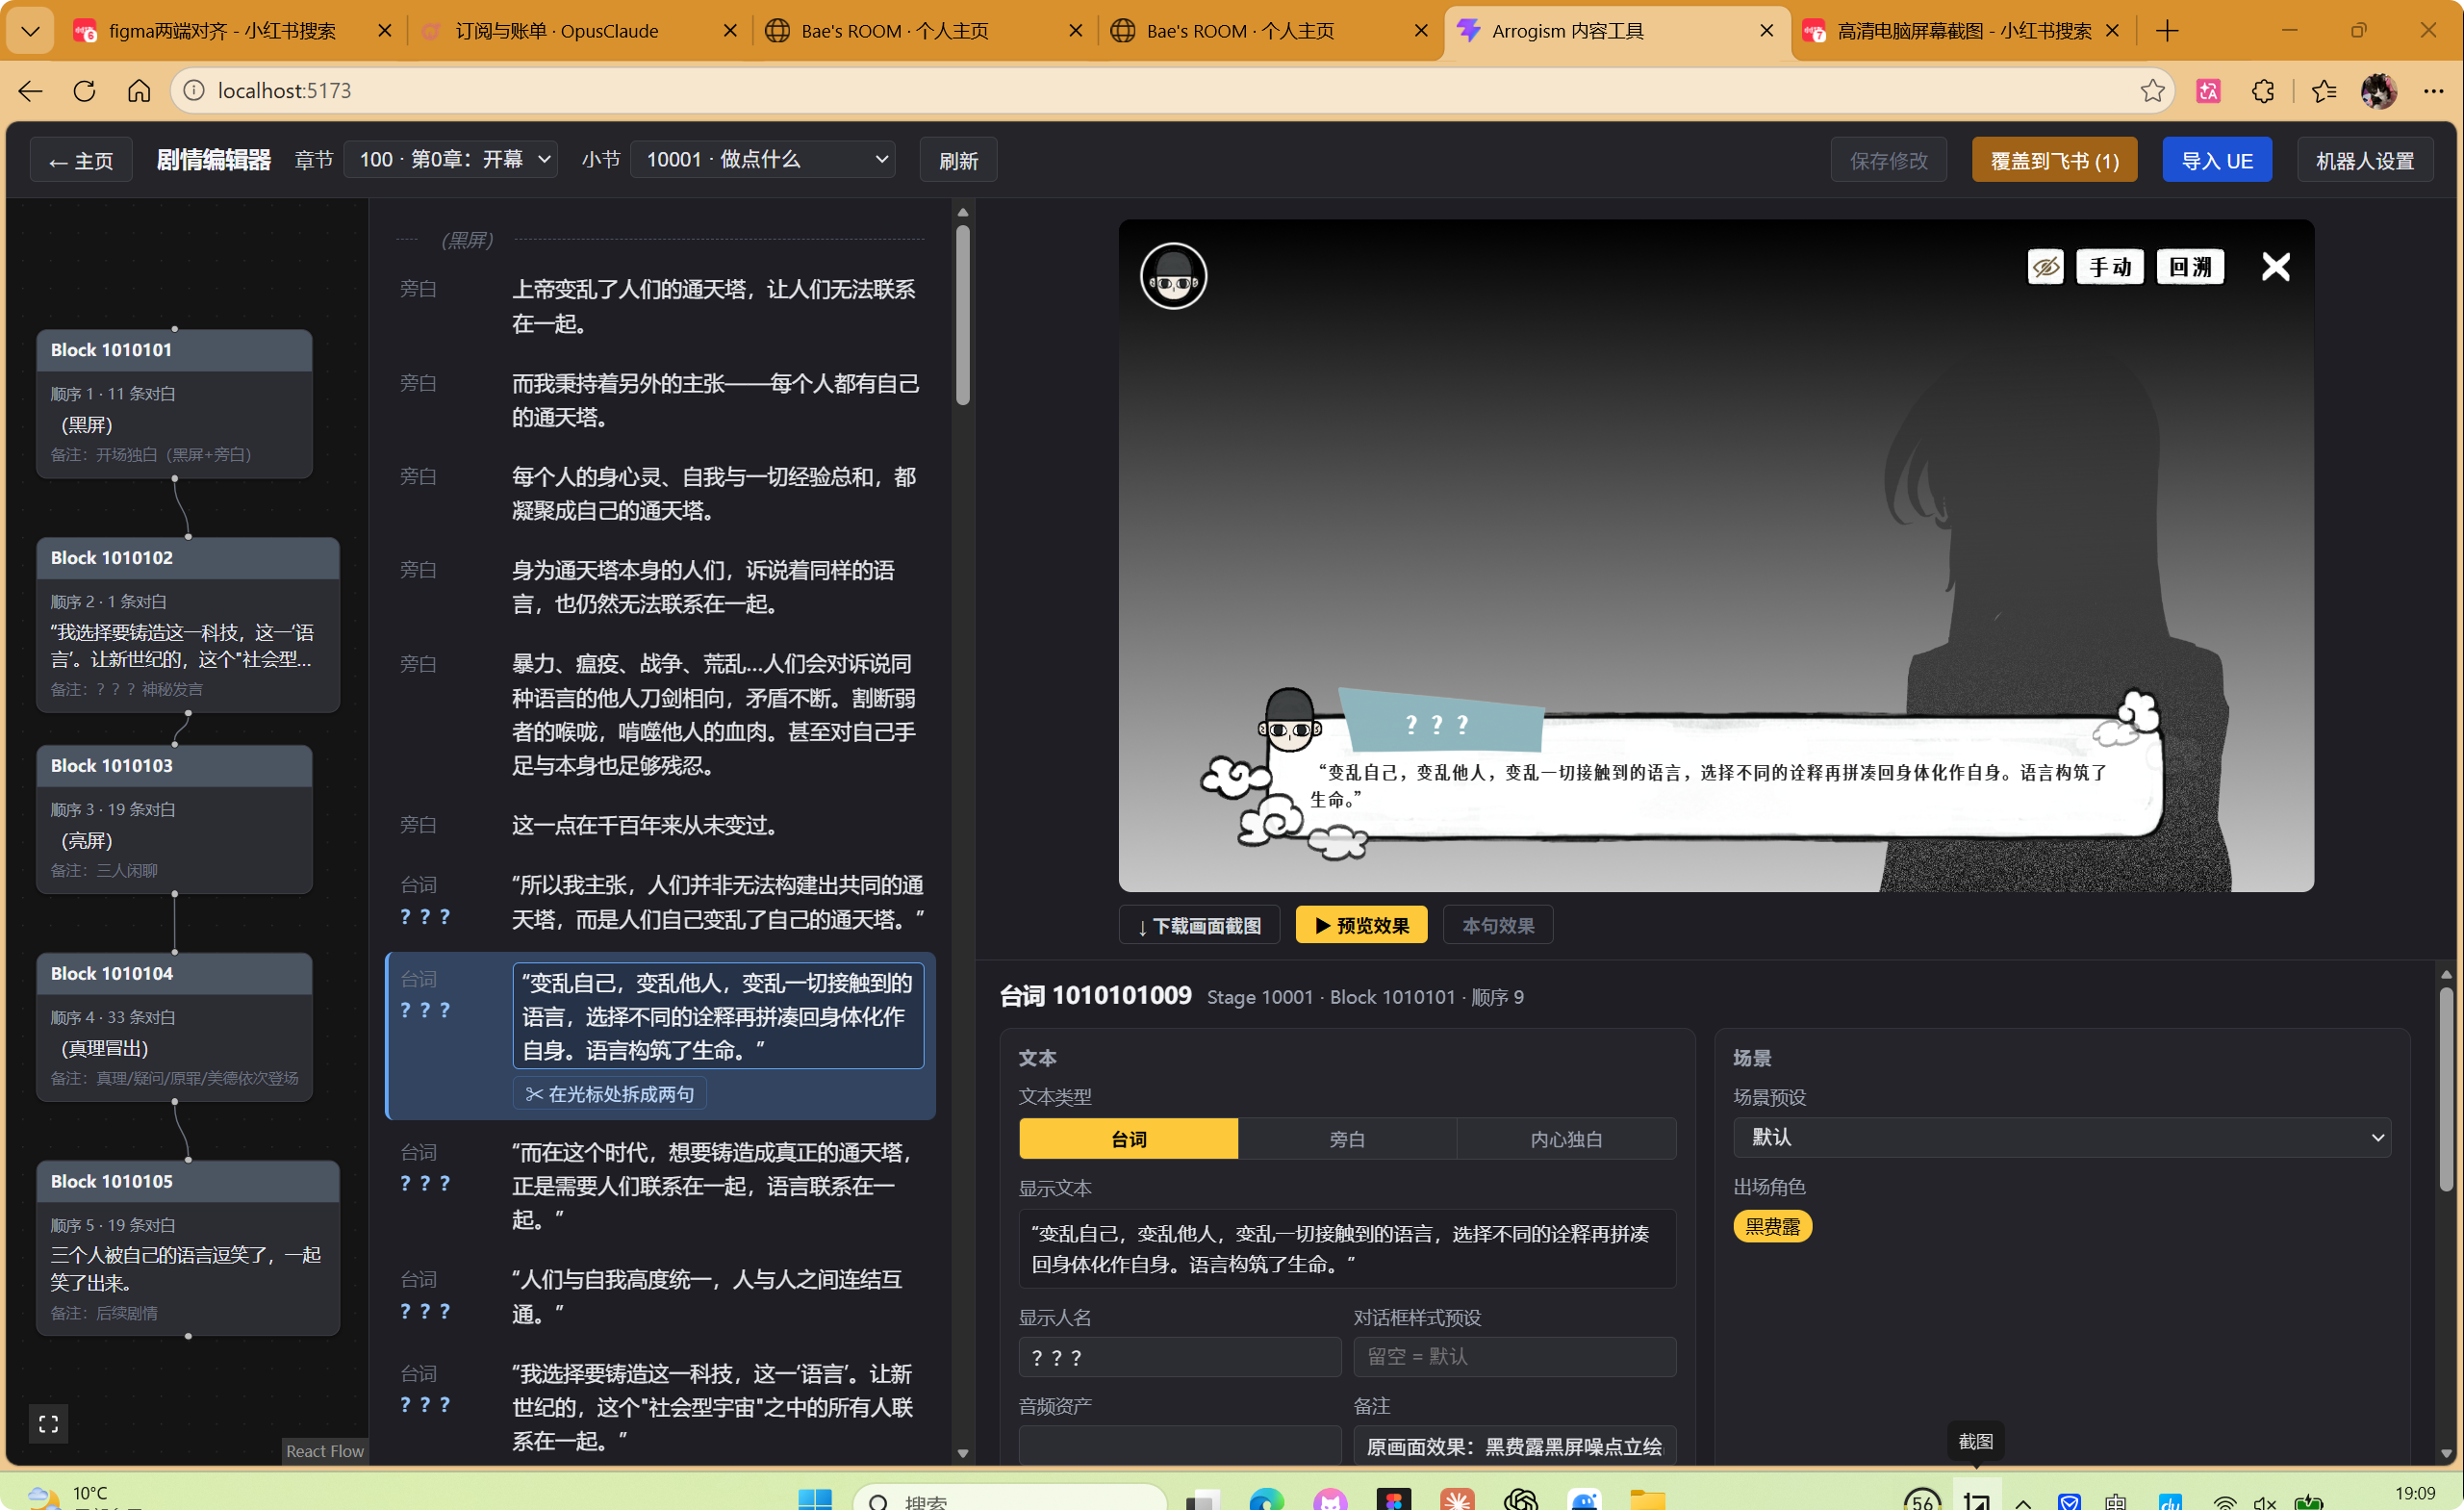 figma两端对齐 - 小红书搜索
订阅与账单 · OpusClaude
Bae's ROOM · 个人主页
Bae's ROOM · 个人主页
Arrogism 内容工具
高清电脑屏幕截图 - 小红书搜索
localhost:5173
← 主页
剧情编辑器
章节
100 · 第0章：开幕
小节
10001 · 做点什么
刷新
保存修改
覆盖到飞书 (1)
导入 UE
机器人设置
Block 1010101
顺序 1 · 11 条对白
（黑屏）
备注：开场独白（黑屏+旁白）
Block 1010102
顺序 2 · 1 条对白
“我选择要铸造这一科技，这一‘语
言’。让新世纪的，这个"社会型...
备注：？？？神秘发言
Block 1010103
顺序 3 · 19 条对白
（亮屏）
备注：三人闲聊
Block 1010104
顺序 4 · 33 条对白
（真理冒出）
备注：真理/疑问/原罪/美德依次登场
Block 1010105
顺序 5 · 19 条对白
三个人被自己的语言逗笑了，一起
笑了出来。
备注：后续剧情
React Flow
（黑屏）
旁白
上帝变乱了人们的通天塔，让人们无法联系
在一起。
旁白
而我秉持着另外的主张——每个人都有自己
的通天塔。
旁白
每个人的身心灵、自我与一切经验总和，都
凝聚成自己的通天塔。
旁白
身为通天塔本身的人们，诉说着同样的语
言，也仍然无法联系在一起。
旁白
暴力、瘟疫、战争、荒乱...人们会对诉说同
种语言的他人刀剑相向，矛盾不断。割断弱
者的喉咙，啃噬他人的血肉。甚至对自己手
足与本身也足够残忍。
旁白
这一点在千百年来从未变过。
台词
？？？
“所以我主张，人们并非无法构建出共同的通
天塔，而是人们自己变乱了自己的通天塔。”
台词
？？？
“变乱自己，变乱他人，变乱一切接触到的
语言，选择不同的诠释再拼凑回身体化作
自身。语言构筑了生命。”
✂ 在光标处拆成两句
台词
？？？
“而在这个时代，想要铸造成真正的通天塔，
正是需要人们联系在一起，语言联系在一
起。”
台词
？？？
“人们与自我高度统一，人与人之间连结互
通。”
台词
？？？
“我选择要铸造这一科技，这一‘语言’。让新
世纪的，这个"社会型宇宙"之中的所有人联
系在一起。”
手动
回溯
？？？
“变乱自己，变乱他人，变乱一切接触到的语言，选择不同的诠释再拼凑回身体化作自身。语言构筑了
生命。”
↓ 下载画面截图
▶ 预览效果
本句效果
台词 1010101009
Stage 10001 · Block 1010101 · 顺序 9
文本
文本类型
台词
旁白
内心独白
显示文本
“变乱自己，变乱他人，变乱一切接触到的语言，选择不同的诠释再拼凑
回身体化作自身。语言构筑了生命。”
显示人名
？？？
对话框样式预设
留空 = 默认
音频资产
备注
原画面效果：黑费露黑屏噪点立绘
场景
场景预设
默认
出场角色
黑费露
截图
10°C
搜索
56
中
du
19:09